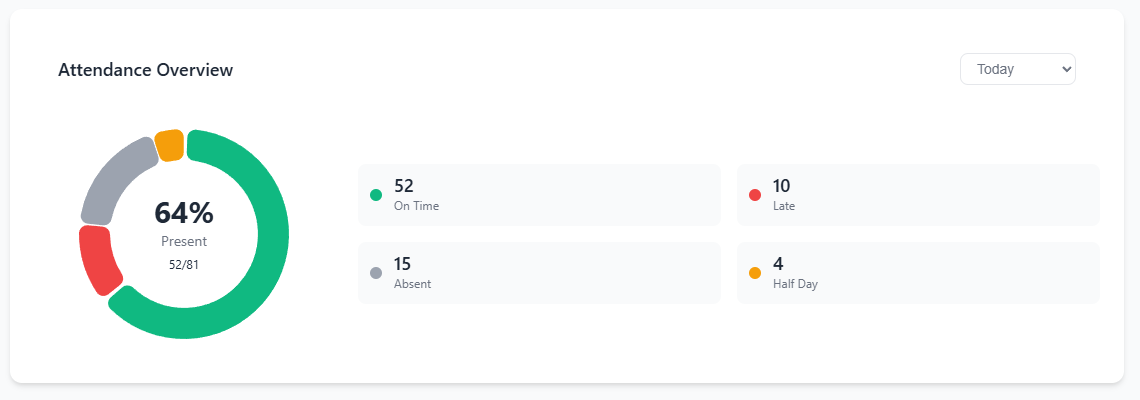 Attendance Overview
Today
64%
Present
52/81
52
On Time
10
Late
15
Absent
4
Half Day